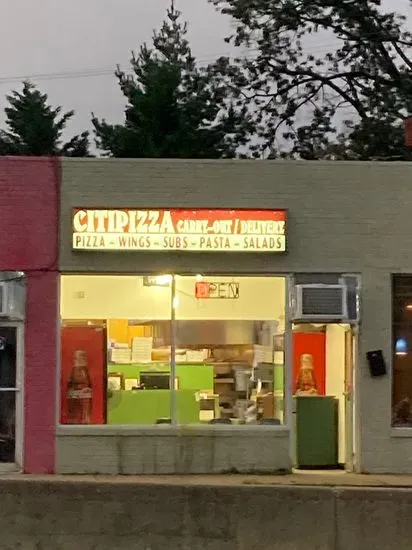 CITIPIZZA CARRY-OUT / DELIVERY
PIZZA - WINGS - SUBS - PASTA - SALADS
OPEN